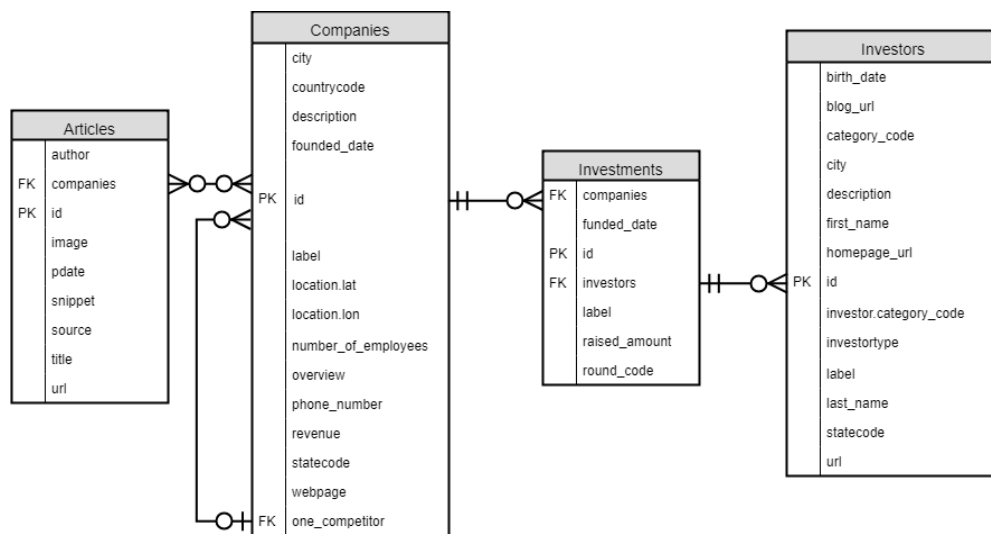 Articles
author
FK companies
PK id
image
pdate
snippet
source
title
url
Companies
city
countrycode
description
founded_date
PK id
label
location.lat
location.lon
number_of_employees
overview
phone_number
revenue
statecode
webpage
FK one_competitor
Investments
FK companies
funded_date
PK id
FK investors
label
raised_amount
round_code
Investors
birth_date
blog_url
category_code
city
description
first_name
homepage_url
PK id
investor.category_code
investortype
label
last_name
statecode
url